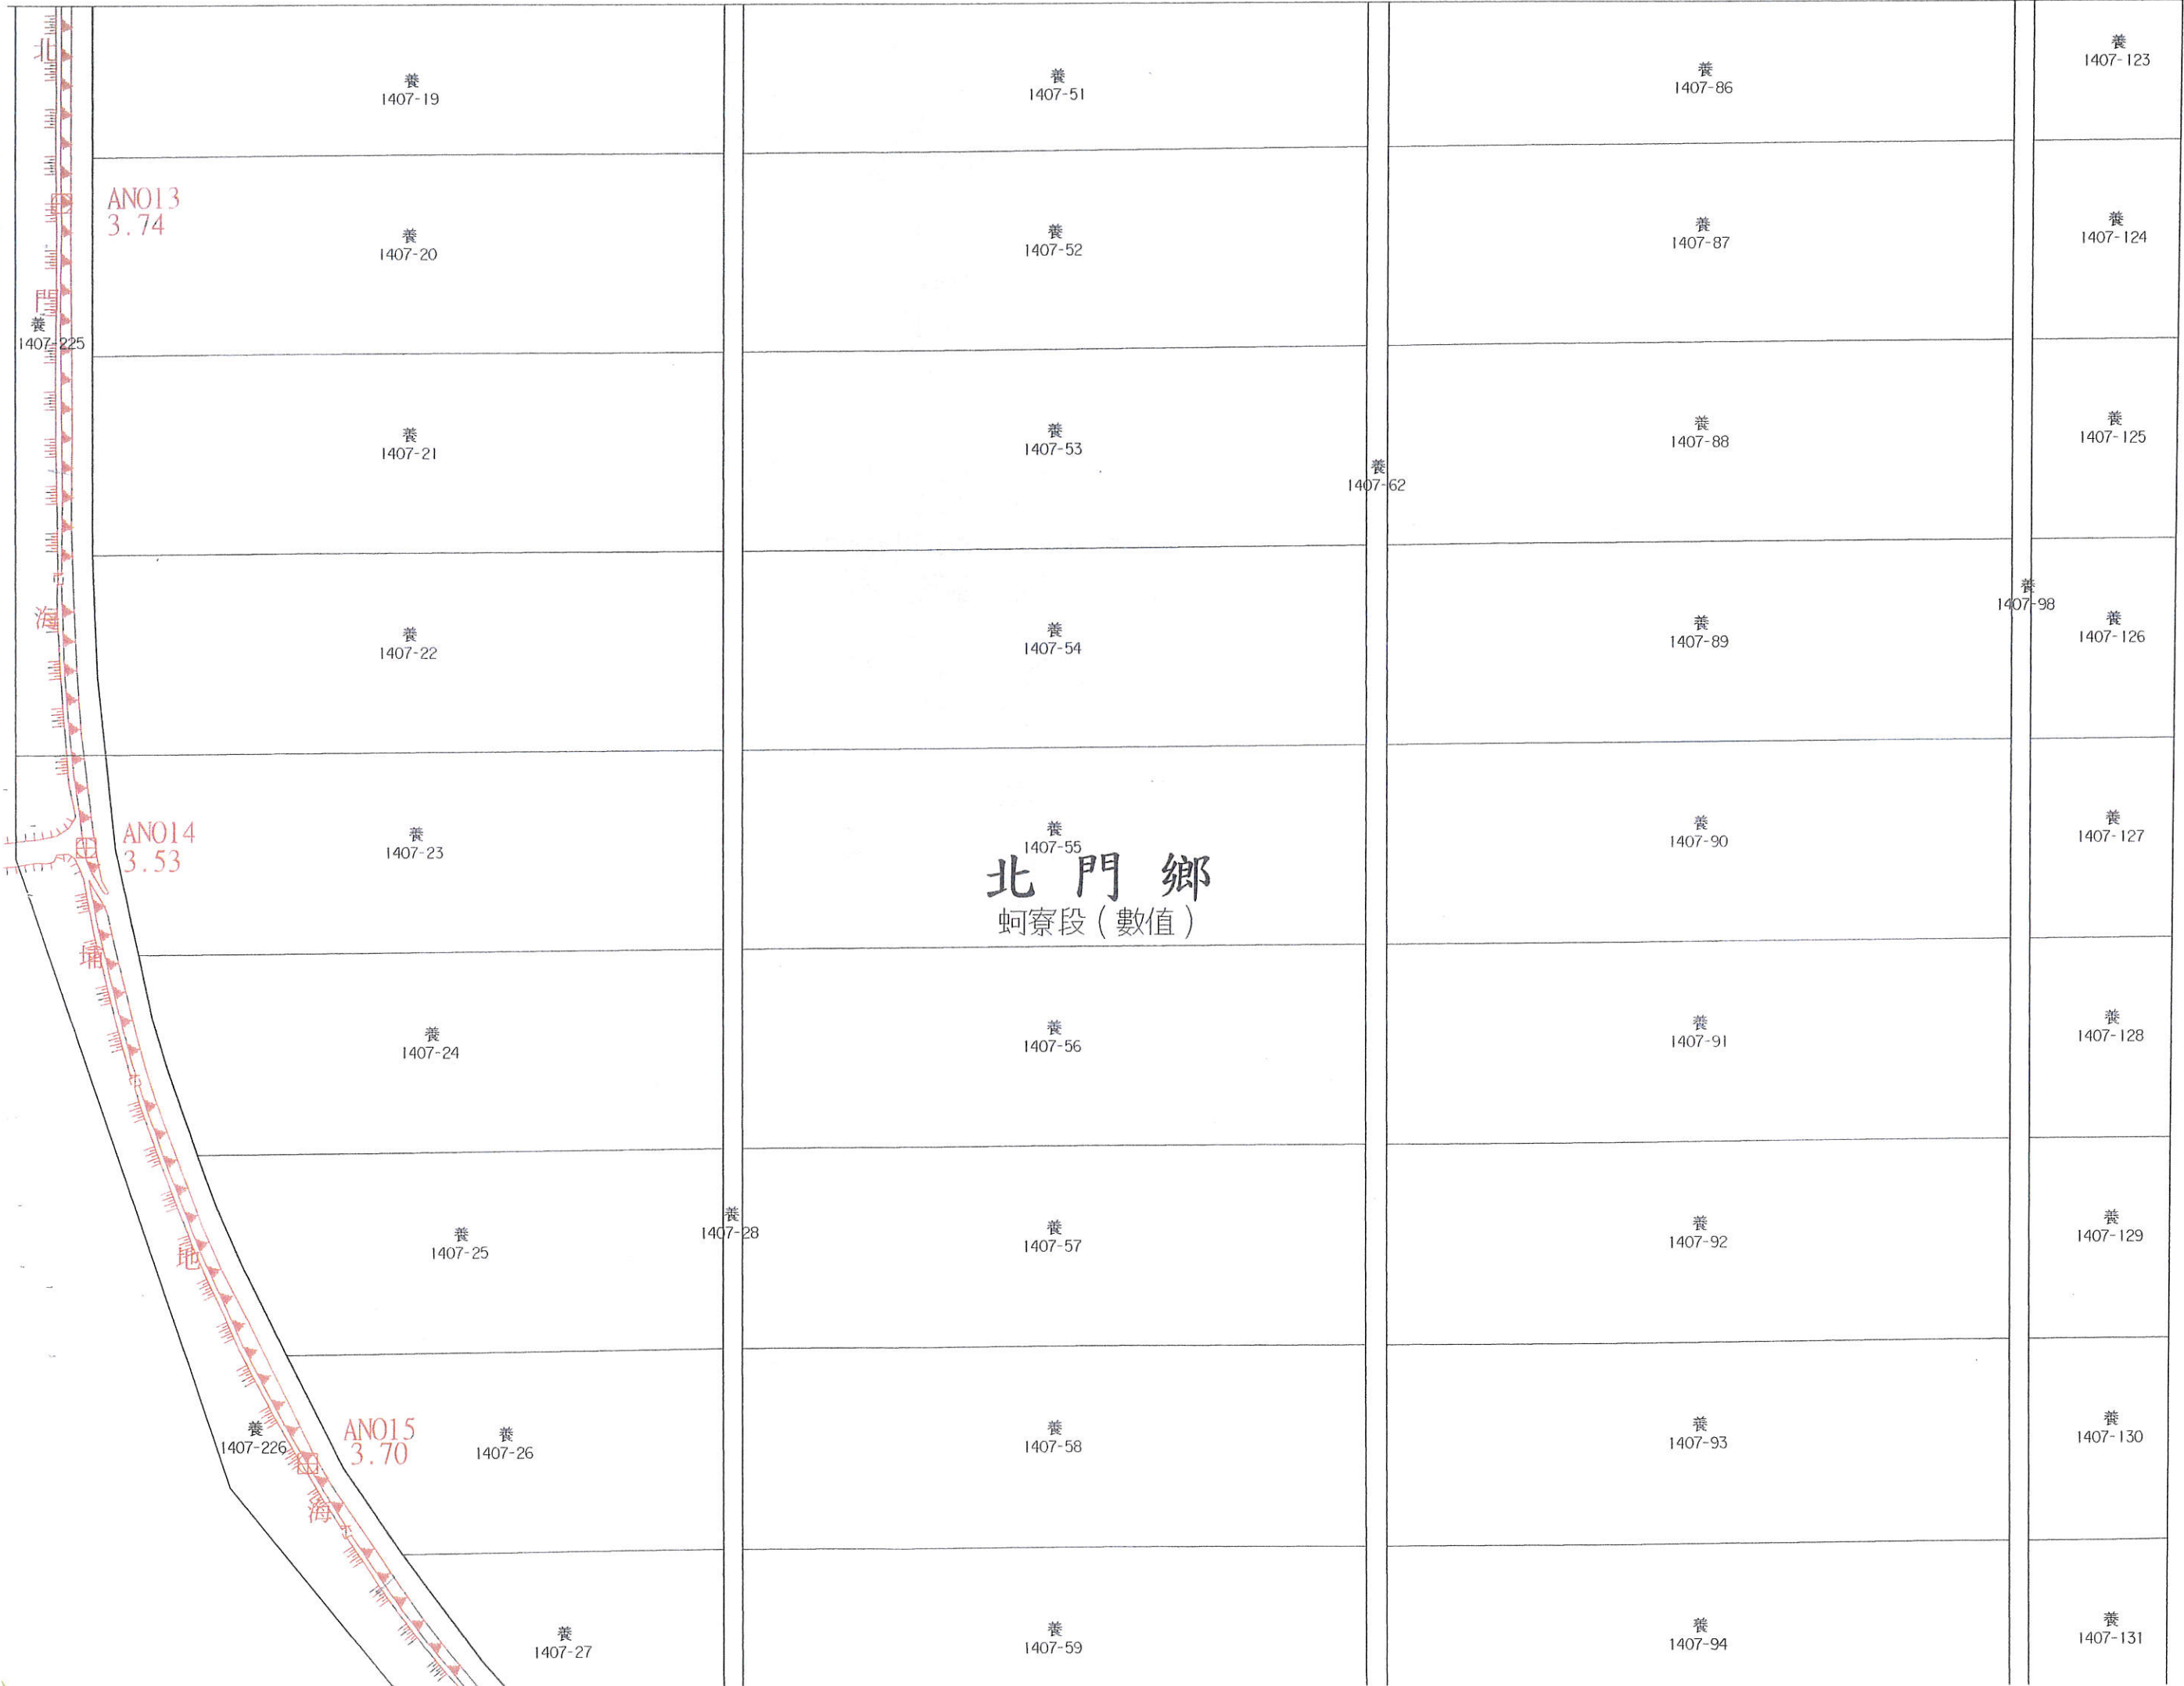 北
養
1407-19
養
1407-51
養
1407-86
養
1407-123
AN013
3.74
養
1407-20
養
1407-52
養
1407-87
養
1407-124
門
養
1407-225
養
1407-21
養
1407-53
養
1407-62
養
1407-88
養
1407-125
海
養
1407-22
養
1407-54
養
1407-89
養
1407-98
養
1407-126
AN014
3.53
養
1407-23
養
1407-55
北門鄉
蚵寮段(數值)
養
1407-90
養
1407-127
埔
養
1407-24
養
1407-56
養
1407-91
養
1407-128
地
養
1407-25
養
1407-28
養
1407-57
養
1407-92
養
1407-129
養
1407-226
AN015
3.70
養
1407-26
養
1407-58
養
1407-93
養
1407-130
海
養
1407-27
養
1407-59
養
1407-94
養
1407-131